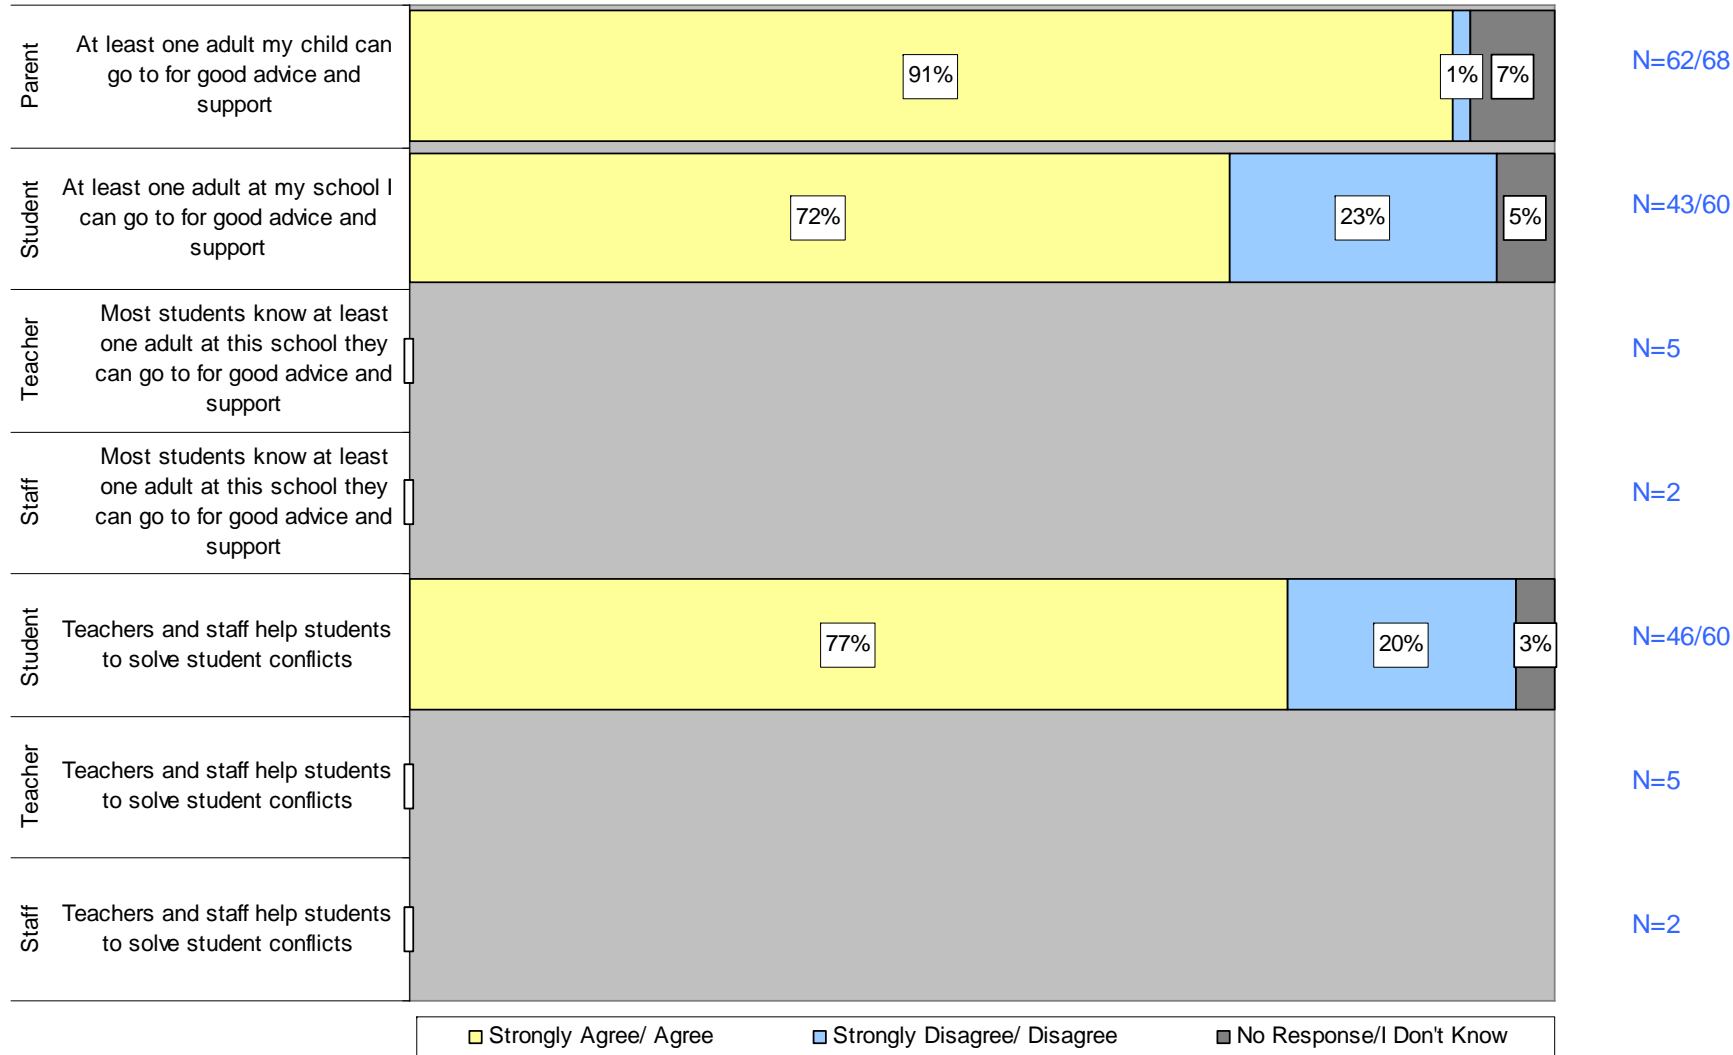 Parent
At least one adult my child can
go to for good advice and
support
91%
1%
7%
N=62/68
Student
At least one adult at my school I
can go to for good advice and
support
72%
23%
5%
N=43/60
Teacher
Most students know at least
one adult at this school they
can go to for good advice and
support
N=5
Staff
Most students know at least
one adult at this school they
can go to for good advice and
support
N=2
Student
Teachers and staff help students
to solve student conflicts
77%
20%
3%
N=46/60
Teacher
Teachers and staff help students
to solve student conflicts
N=5
Staff
Teachers and staff help students
to solve student conflicts
N=2
Strongly Agree/ Agree
Strongly Disagree/ Disagree
No Response/I Don't Know